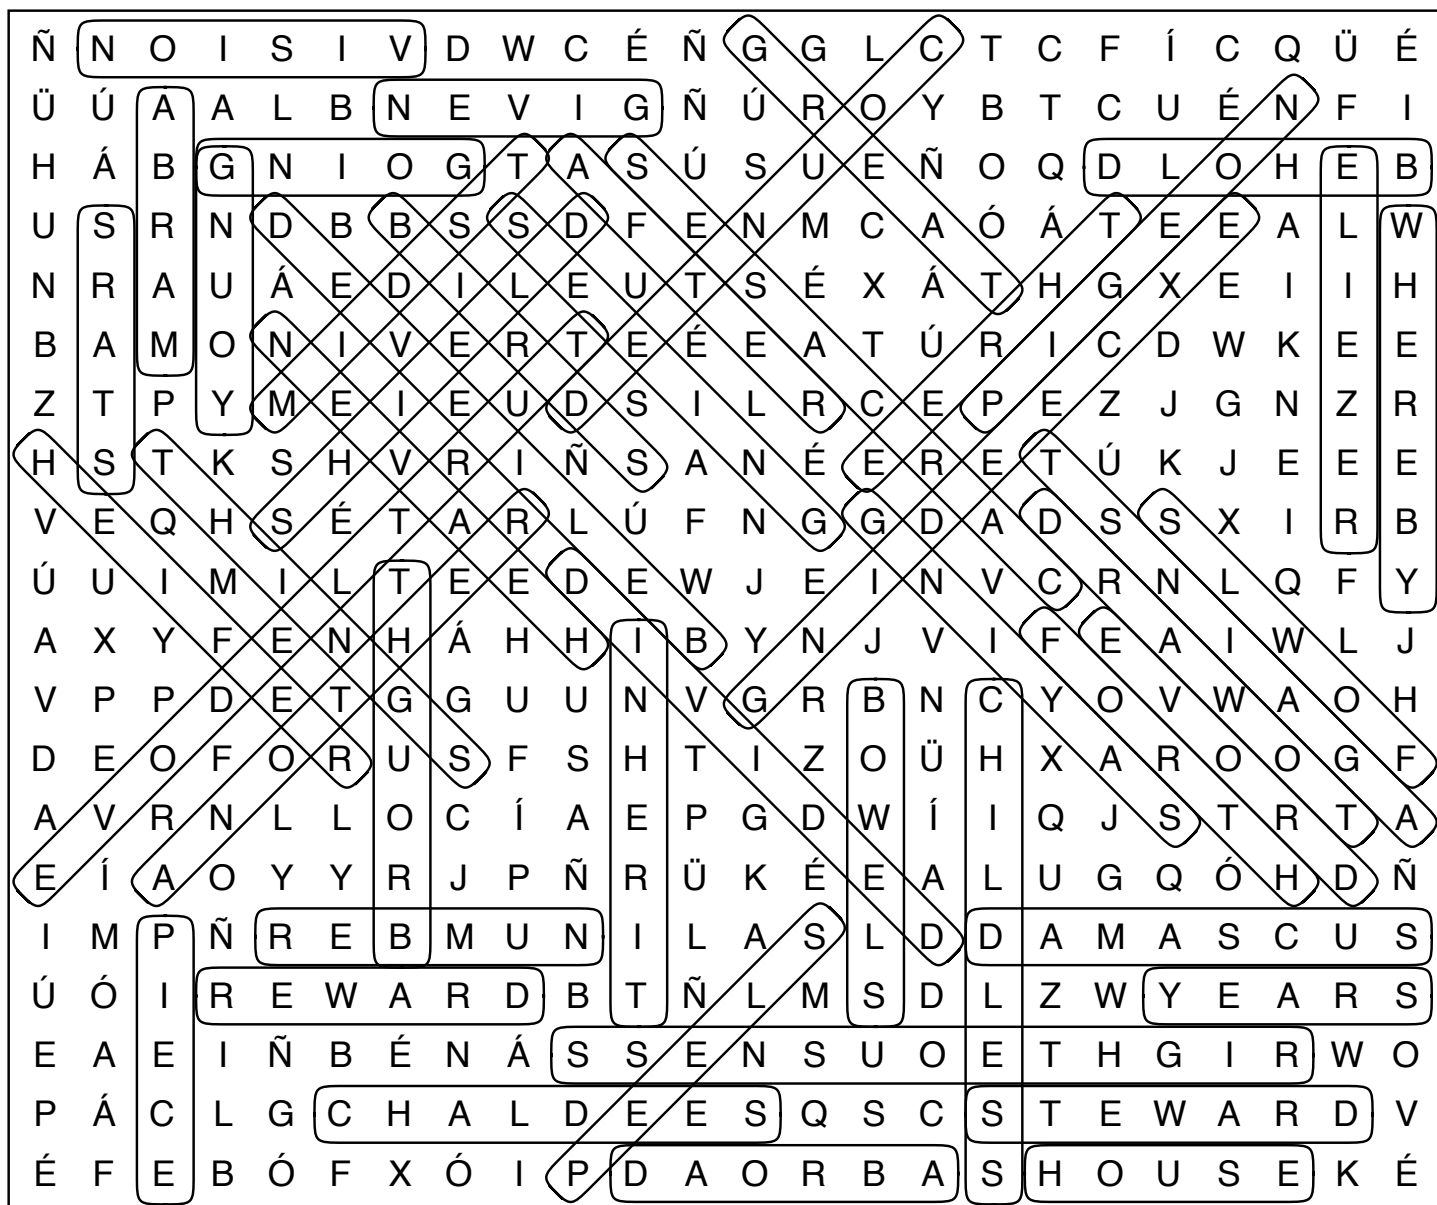 Ñ N O I S I V D W C É Ñ G G L C T C F Í C Q Ü É
Ü Ú A A L B N E V I G Ñ Ú R O Y B T C U É N F I
H Á B G N I O G T A S Ú S U E Ñ O Q D L O H E B
U S R N D B B S S D F E N M C A Ó Á T E E A L W
N R A U Á E D I L E U T S É X Á T H G X E I I H
B A M O N I V E R T E É E A T Ú R I C D W K E E
Z T P Y M E I E U D S I L R C E P E Z J G N Z R
H S T K S H V R I Ñ S A N É E R E T Ú K J E E E
V E Q H S É T A R L Ú F N G G D A D S S X I R B
Ú U I M I L T E E D E W J E I N V C R N L Q F Y
A X Y F E N H Á H H I B Y N J V I F E A I W L J
V P P D E T G G U U N V G R B N C Y O V W A O H
D E O F O R U S F S H T I Z O Ü H X A R O O G F
A V R N L L O C Í A E P G D W Í I Q J S T R T A
E Í A O Y Y R J P Ñ R Ü K É E A L U G Q Ó H D Ñ
I M P Ñ R E B M U N I L A S L D D A M A S C U S
Ú Ó I R E W A R D B T Ñ L M S D L Z W Y E A R S
E A E I Ñ B É N Á S S E N S U O E T H G I R W O
P Á C L G C H A L D E E S Q S C S T E W A R D V
É F E B Ó F X Ó I P D A O R B A S H O U S E K É